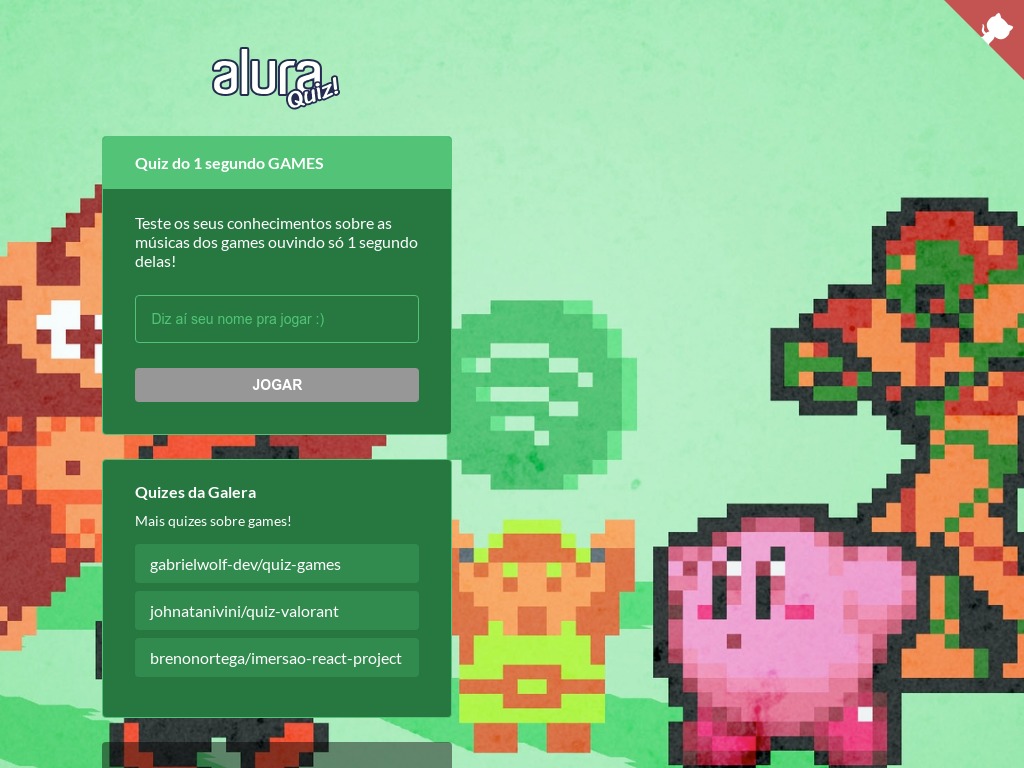 alura
Quiz!
Quiz do 1 segundo GAMES
Teste os seus conhecimentos sobre as
músicas dos games ouvindo só 1 segundo
delas!
Diz aí seu nome pra jogar :)
JOGAR
Quizes da Galera
Mais quizes sobre games!
gabrielwolf-dev/quiz-games
johnatanivini/quiz-valorant
brenonortega/imersao-react-project